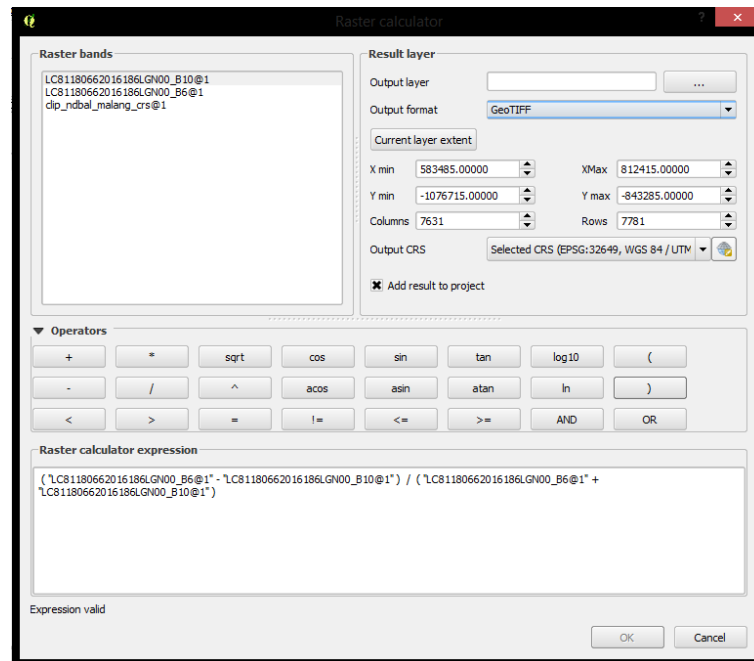 Raster calculator
?
Raster bands
LC81180662016186LGN00_B10@1
LC81180662016186LGN00_B6@1
clip_ndbal_malang_crs@1
Result layer
Output layer
...
Output format GeoTIFF
Current layer extent
X min 583485.00000 XMax 812415.00000
Y min -1076715.00000 Y max -843285.00000
Columns 7631 Rows 7781
Output CRS Selected CRS (EPSG:32649, WGS 84 / UTM
Add result to project
Operators
+ * sqrt cos sin tan log10 (
- / ^ acos asin atan ln )
< > = != <= >= AND OR
Raster calculator expression
( "LC81180662016186LGN00_B6@1" - "LC81180662016186LGN00_B10@1" ) / ( "LC81180662016186LGN00_B6@1" +
"LC81180662016186LGN00_B10@1" )
Expression valid
OK Cancel